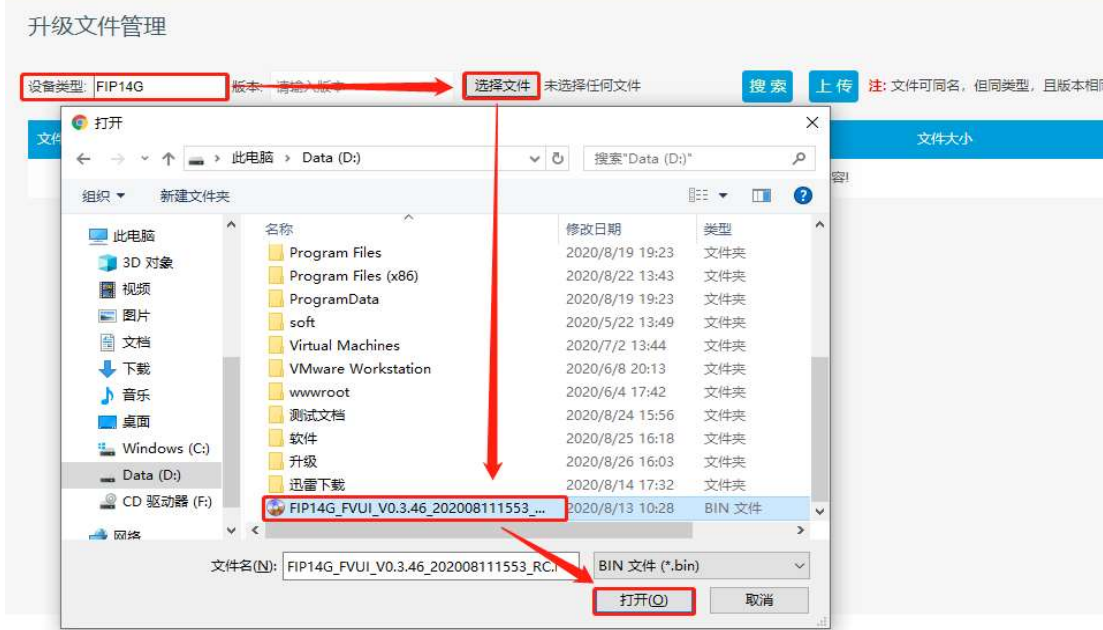 升级文件管理
设备类型: FIP14G 版本: 请输入版本 选择文件 未选择任何文件 搜索 上传 注: 文件可同名，但同类型，且版本相同
文件 文件大小
容!
打开
此电脑 › Data (D:) 搜索"Data (D:)"
组织 新建文件夹
名称 修改日期 类型
此电脑
3D 对象
视频
图片
文档
下载
音乐
桌面
Windows (C:)
Data (D:)
CD 驱动器 (F:)
网络
Program Files 2020/8/19 19:23 文件夹
Program Files (x86) 2020/8/22 13:43 文件夹
ProgramData 2020/8/19 19:23 文件夹
soft 2020/5/22 13:49 文件夹
Virtual Machines 2020/7/2 13:44 文件夹
VMware Workstation 2020/6/8 20:13 文件夹
wwwroot 2020/6/4 17:42 文件夹
测试文档 2020/8/24 15:56 文件夹
软件 2020/8/25 16:18 文件夹
升级 2020/8/26 16:03 文件夹
迅雷下载 2020/8/14 17:32 文件夹
FIP14G_FVUI_V0.3.46_202008111553_... 2020/8/13 10:28 BIN 文件
文件名(N): FIP14G_FVUI_V0.3.46_202008111553_RC. BIN 文件 (*.bin)
打开(O) 取消